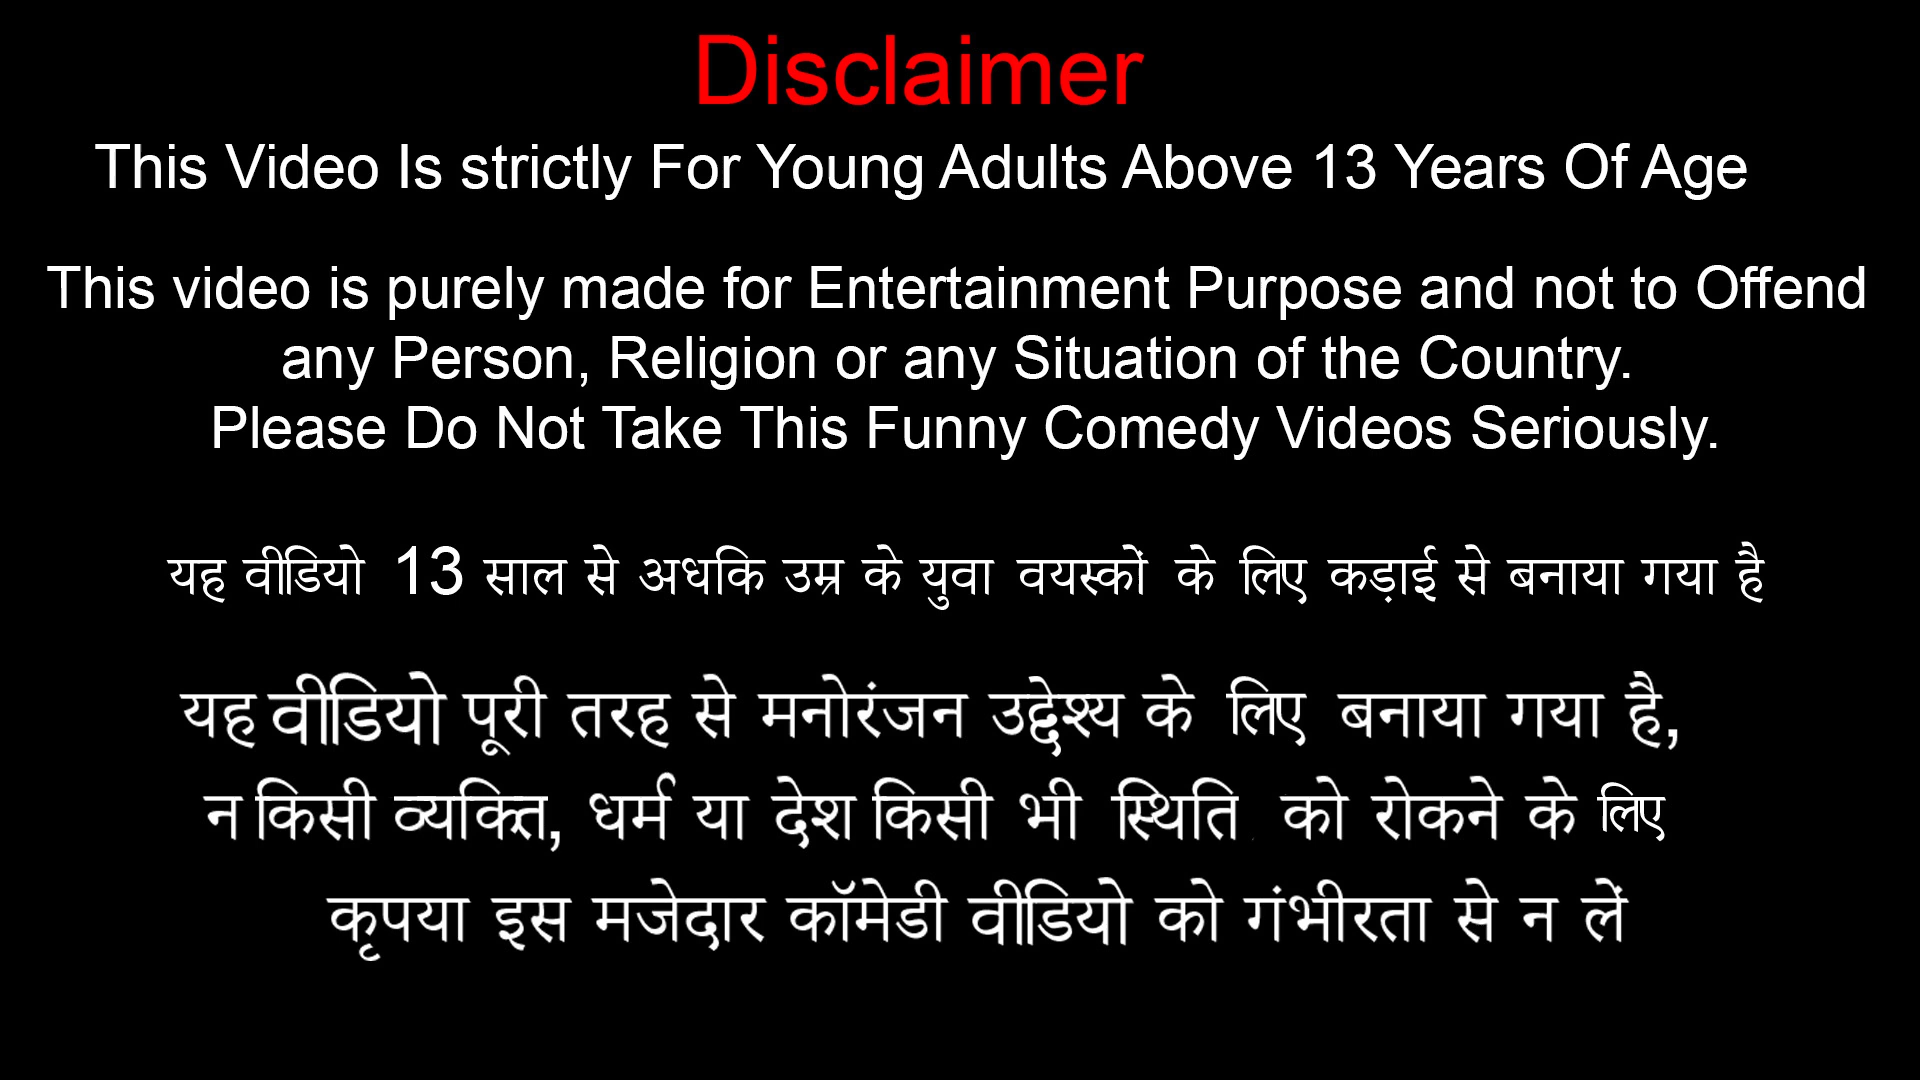 Disclaimer
This Video Is strictly For Young Adults Above 13 Years Of Age
This video is purely made for Entertainment Purpose and not to Offend
any Person, Religion or any Situation of the Country.
Please Do Not Take This Funny Comedy Videos Seriously.
यह वीडियो 13 साल से अधकि उम्र के युवा वयस्कों के लिए कड़ाई से बनाया गया है
यह वीडियो पूरी तरह से मनोरंजन उद्देश्य के लिए बनाया गया है,
न किसी व्यक्ति, धर्म या देश किसी भी स्थिति को रोकने के लिए
कृपया इस मजेदार कॉमेडी वीडियो को गंभीरता से न लें